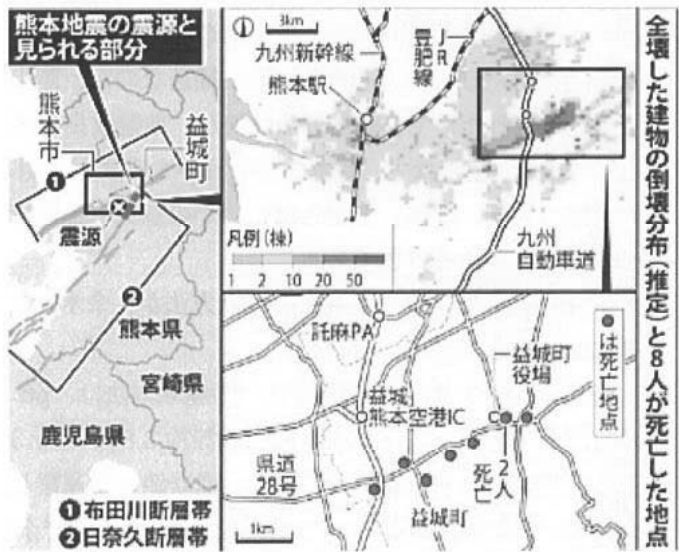 全壊した建物の倒壊分布(推定)と8人が死亡した地点
熊本地震の震源と
見られる部分
熊本市
益城町
❶
震源
❷
熊本県
宮崎県
鹿児島県
❶布田川断層帯
❷日奈久断層帯
3km
九州新幹線
熊本駅
JR
豊肥線
凡例(棟)
1 2 10 20 50
九州
自動車道
託麻PA
益城町
役場
●は死亡地点
益城
熊本空港IC
県道
28号
2人
死亡
益城町
1km